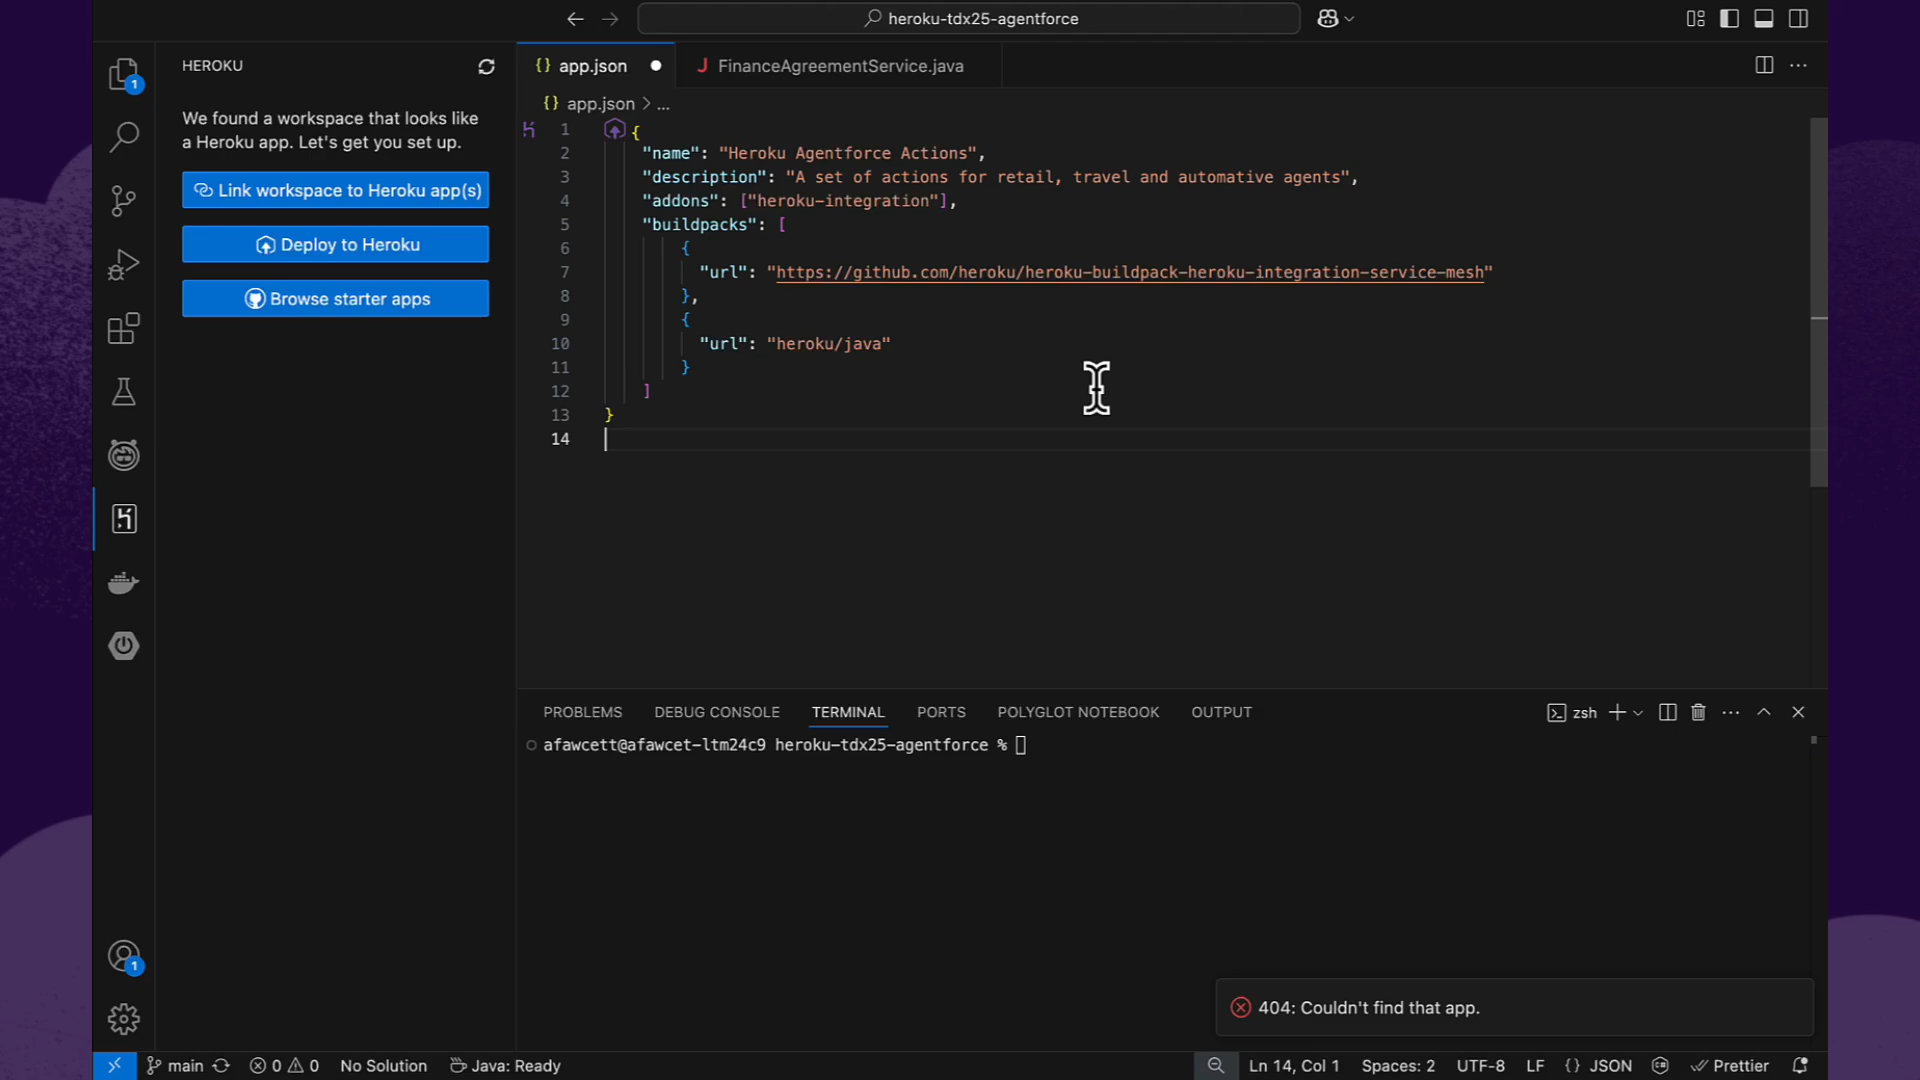 heroku-tdx25-agentforce
HEROKU
We found a workspace that looks like
a Heroku app. Let's get you set up.
Link workspace to Heroku app(s)
Deploy to Heroku
Browse starter apps
1
1
{} app.json
J FinanceAgreementService.java
{} app.json > ...
1 {
2 "name": "Heroku Agentforce Actions",
3 "description": "A set of actions for retail, travel and automative agents",
4 "addons": ["heroku-integration"],
5 "buildpacks": [
6 {
7 "url": "https://github.com/heroku/heroku-buildpack-heroku-integration-service-mesh"
8 },
9 {
10 "url": "heroku/java"
11 }
12 ]
13 }
14
PROBLEMS DEBUG CONSOLE TERMINAL PORTS POLYGLOT NOTEBOOK OUTPUT
zsh
afawcett@afawcet-ltm24c9 heroku-tdx25-agentforce %
404: Couldn't find that app.
main 0 0 No Solution Java: Ready
Ln 14, Col 1 Spaces: 2 UTF-8 LF {} JSON Prettier